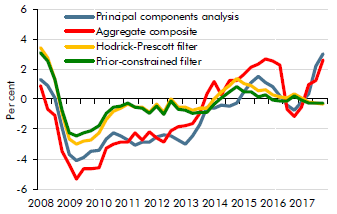 6
4
2
0
-2
-4
-6
Per cent
Principal components analysis
Aggregate composite
Hodrick-Prescott filter
Prior-constrained filter
2008 2009 2010 2011 2012 2013 2014 2015 2016 2017